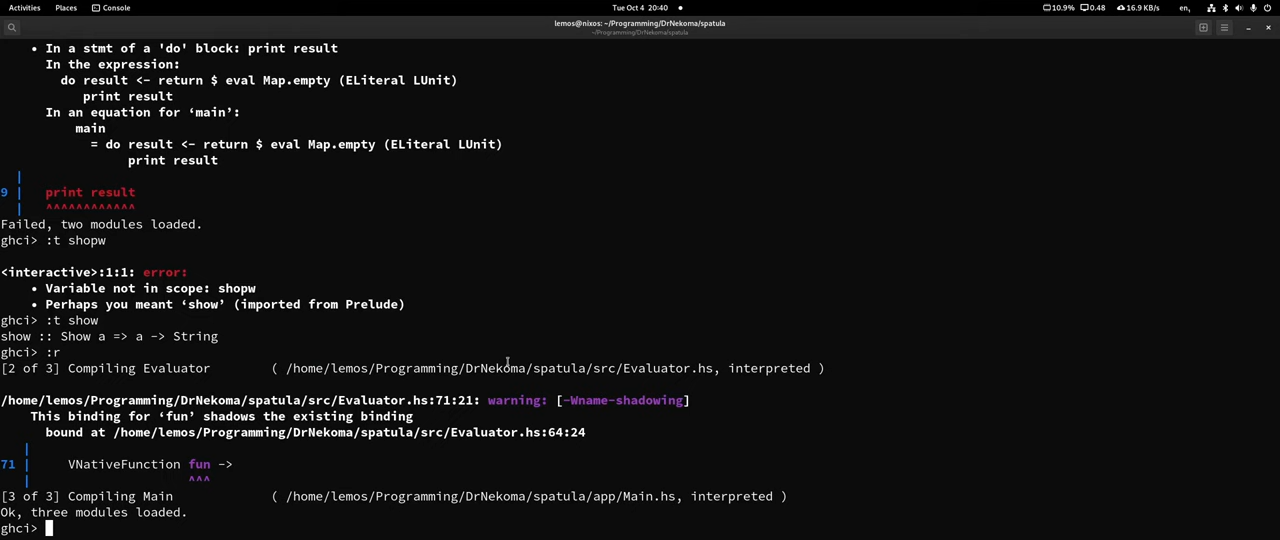 Activities Places Console Tue Oct 4 20:40 10.9% 0.48 16.9 KB/s en,
lemos@nixos: ~/Programming/DrNekoma/spatula
~/Programming/DrNekoma/spatula
• In a stmt of a 'do' block: print result
In the expression:
do result <- return $ eval Map.empty (ELiteral LUnit)
print result
In an equation for ‘main’:
main
= do result <- return $ eval Map.empty (ELiteral LUnit)
print result
|
9 | print result
| ^^^^^^^^^^^^
Failed, two modules loaded.
ghci> :t shopw
<interactive>:1:1: error:
• Variable not in scope: shopw
• Perhaps you meant ‘show’ (imported from Prelude)
ghci> :t show
show :: Show a => a -> String
ghci> :r
[2 of 3] Compiling Evaluator ( /home/lemos/Programming/DrNekoma/spatula/src/Evaluator.hs, interpreted )
/home/lemos/Programming/DrNekoma/spatula/src/Evaluator.hs:71:21: warning: [-Wname-shadowing]
This binding for ‘fun’ shadows the existing binding
bound at /home/lemos/Programming/DrNekoma/spatula/src/Evaluator.hs:64:24
|
71 | VNativeFunction fun ->
| ^^^
[3 of 3] Compiling Main ( /home/lemos/Programming/DrNekoma/spatula/app/Main.hs, interpreted )
Ok, three modules loaded.
ghci>